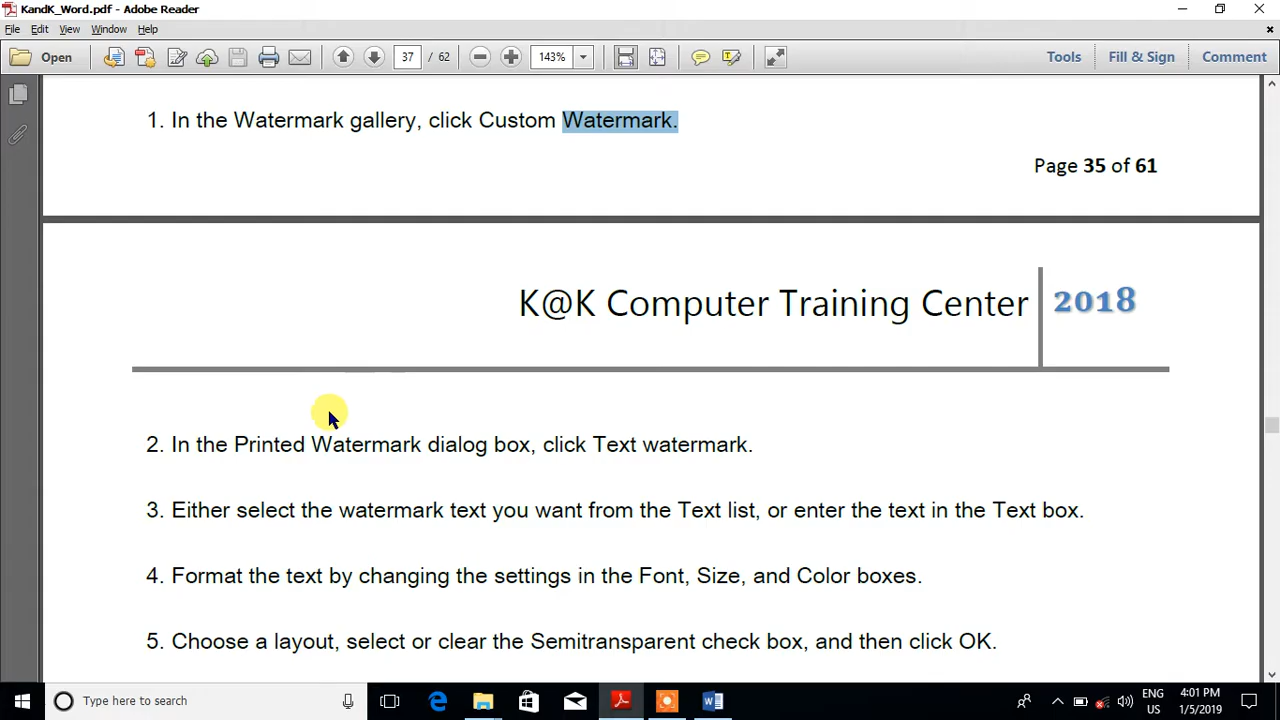 KandK_Word.pdf - Adobe Reader
File Edit View Window Help
Open 37 / 62 143% Tools Fill & Sign Comment
1. In the Watermark gallery, click Custom Watermark.
Page 35 of 61
K@K Computer Training Center 2018
2. In the Printed Watermark dialog box, click Text watermark.
3. Either select the watermark text you want from the Text list, or enter the text in the Text box.
4. Format the text by changing the settings in the Font, Size, and Color boxes.
5. Choose a layout, select or clear the Semitransparent check box, and then click OK.
Type here to search
ENG 4:01 PM
US 1/5/2019